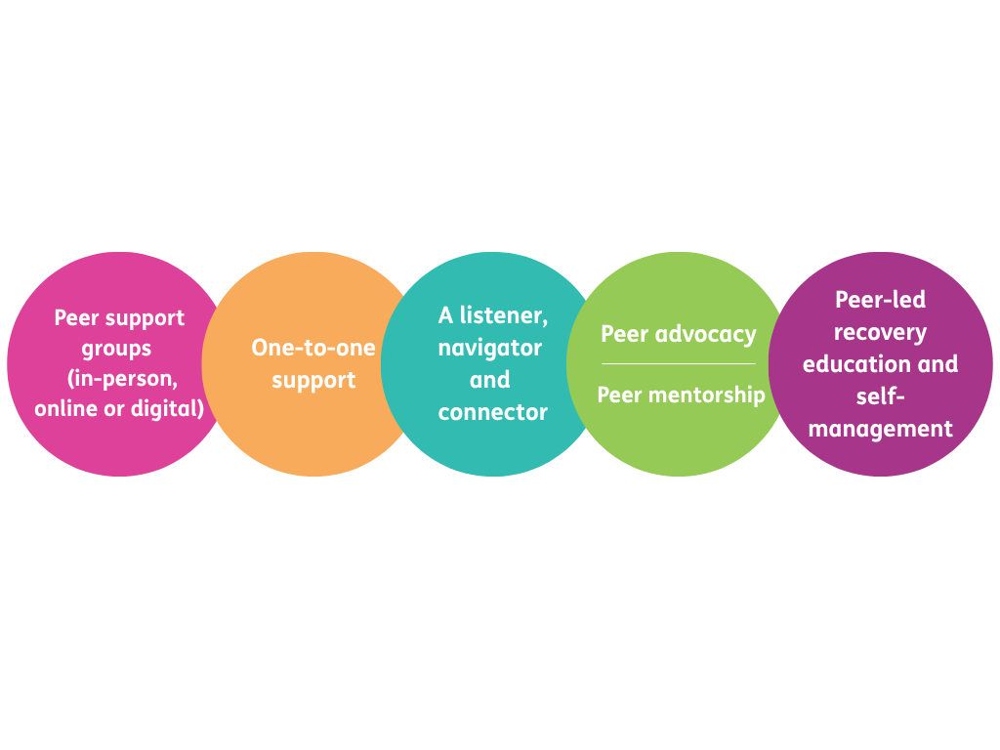 Peer support
groups
(in-person,
online or digital)
One-to-one
support
A listener,
navigator
and
connector
Peer advocacy
Peer mentorship
Peer-led
recovery
education and
self-
management